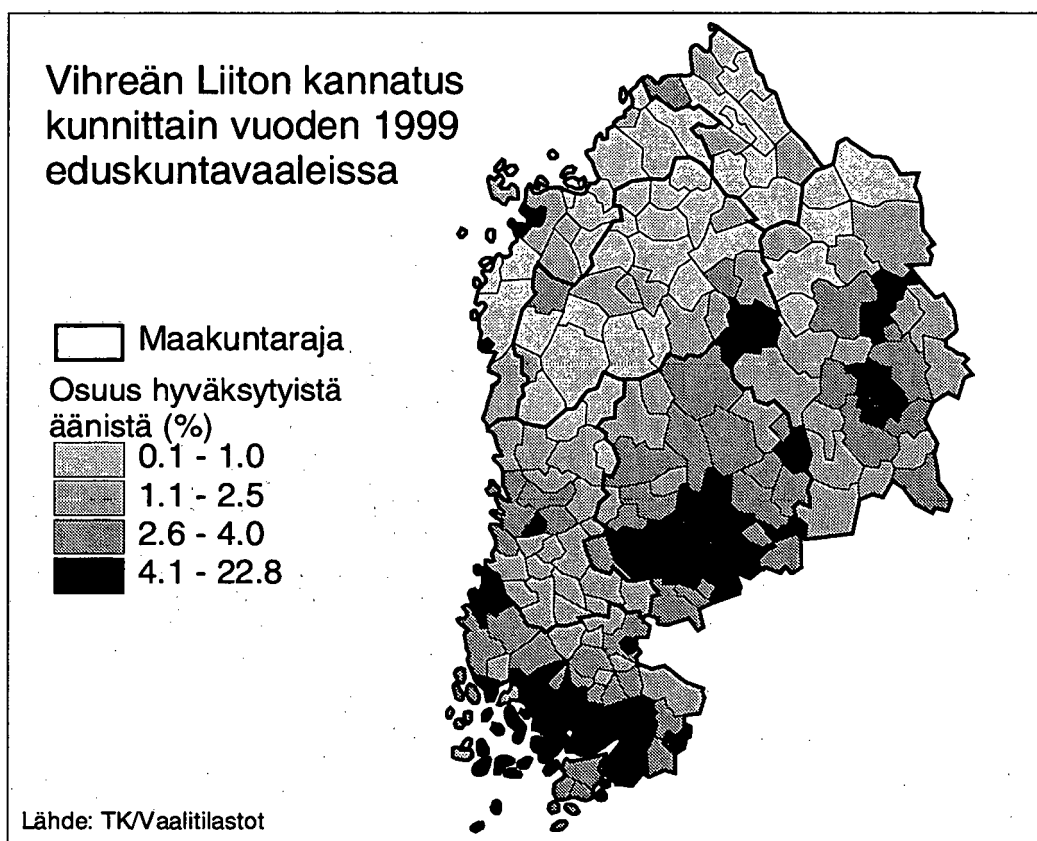 Vihreän Liiton kannatus
kunnittain vuoden 1999
eduskuntavaaleissa
Maakuntaraja
Osuus hyväksytyistä
äänistä (%)
0.1 - 1.0
1.1 - 2.5
2.6 - 4.0
4.1 - 22.8
Lähde: TK/Vaalitilastot